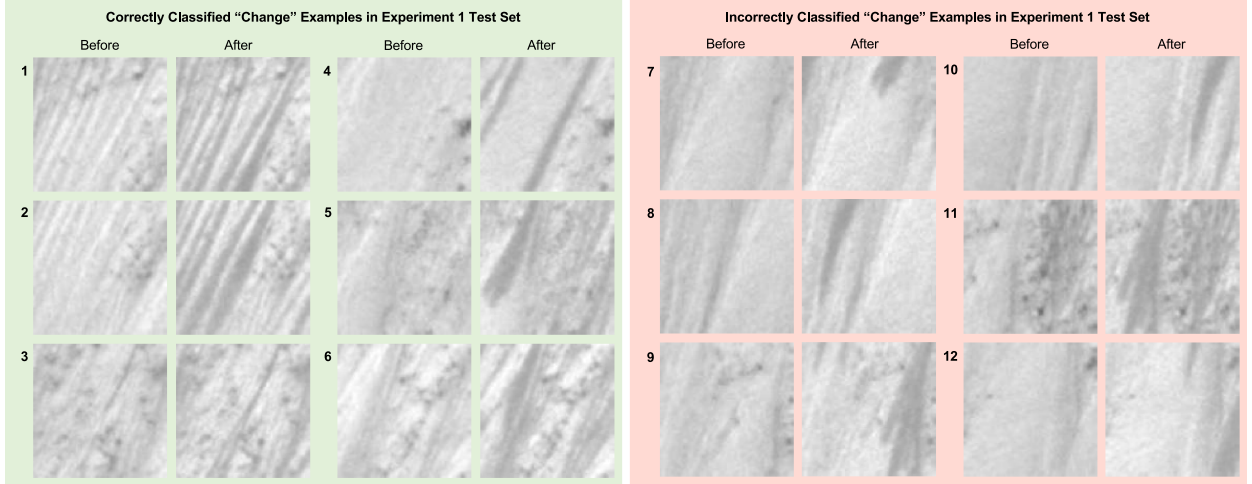 Correctly Classified “Change” Examples in Experiment 1 Test Set
Before After Before After
1 4
2 5
3 6
Incorrectly Classified “Change” Examples in Experiment 1 Test Set
Before After Before After
7 10
8 11
9 12